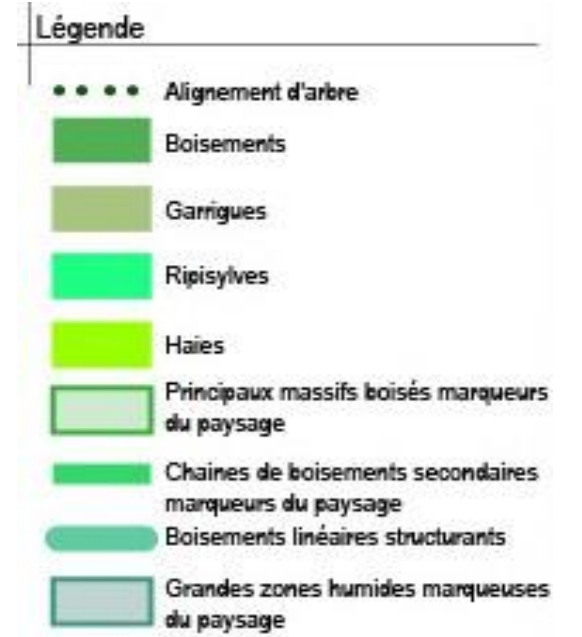 Légende
Alignement d'arbre
Boisements
Garrigues
Ripisylves
Haies
Principaux massifs boisés marqueurs
du paysage
Chaines de boisements secondaires
marqueurs du paysage
Boisements linéaires structurants
Grandes zones humides marqueuses
du paysage